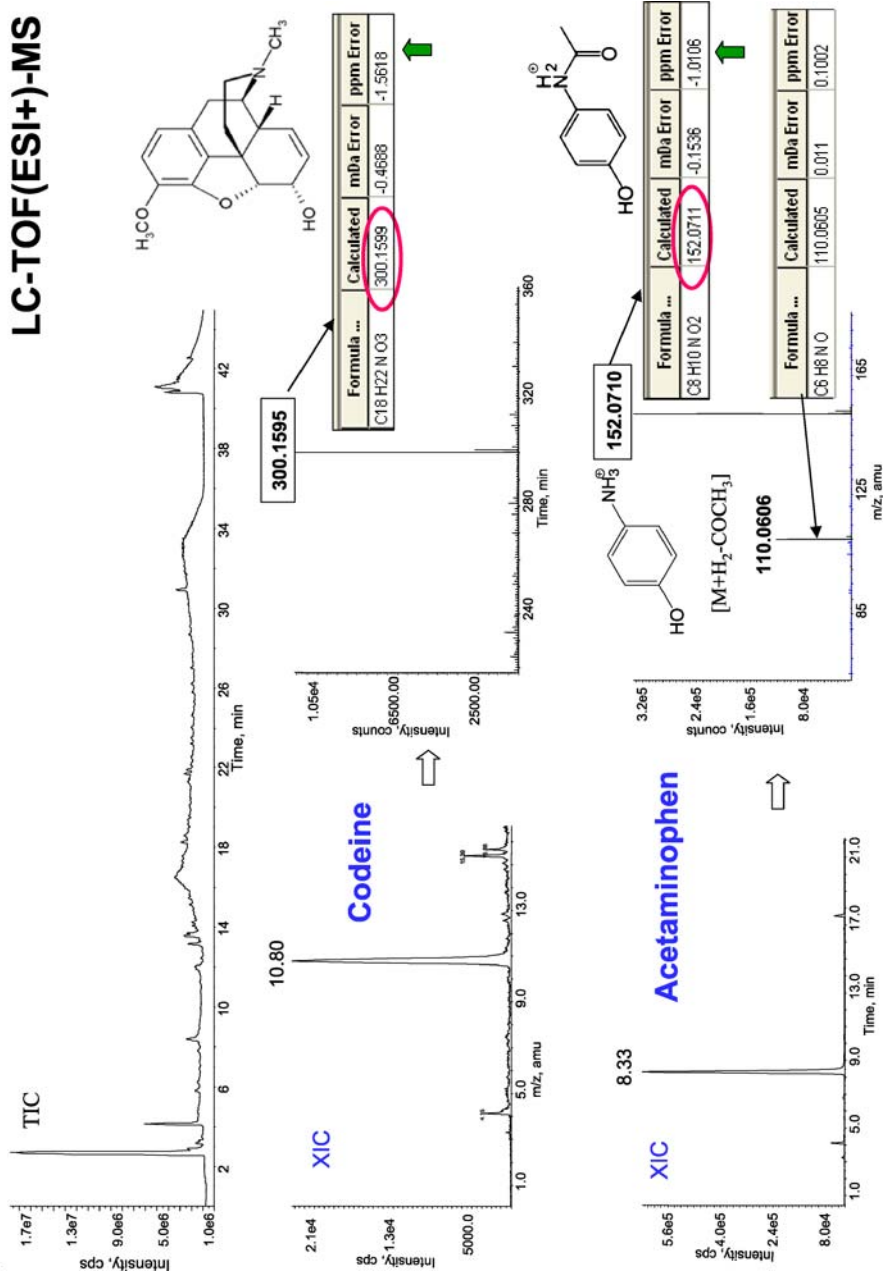 LC-TOF(ESI+)-MS
TIC
Intensity, cps
1.7e7
1.3e7
9.0e6
5.0e6
1.0e6
2 6 10 14 18 22 26 30 34 38 42
Time, min
H₃CO
O
HO
H
N
CH₃
XIC
Codeine
10.80
Intensity, cps
2.1e4
1.3e4
5000.0
1.0 5.0 9.0 13.0
m/z, amu
300.1595
Intensity, counts
1.05e4
6500.00
2500.00
240 280 320 360
Time, min
Formula ... Calculated mDa Error ppm Error
C18 H22 N O3 300.1599 -0.4688 -1.5618
XIC
Acetaminophen
8.33
Intensity, cps
5.6e5
4.0e5
2.4e5
8.0e4
1.0 5.0 9.0 13.0 17.0 21.0
Time, min
HO
NH₃
⊕
[M+H₂-COCH₃]
110.0606
152.0710
Intensity, counts
3.2e5
2.4e5
1.6e5
8.0e4
85 125 165
m/z, amu
HO
⊕
H₂
N
O
Formula ... Calculated mDa Error ppm Error
C8 H10 N O2 152.0711 -0.1536 -1.0106
Formula ... Calculated mDa Error ppm Error
C6 H8 N O 110.0605 0.011 0.1002